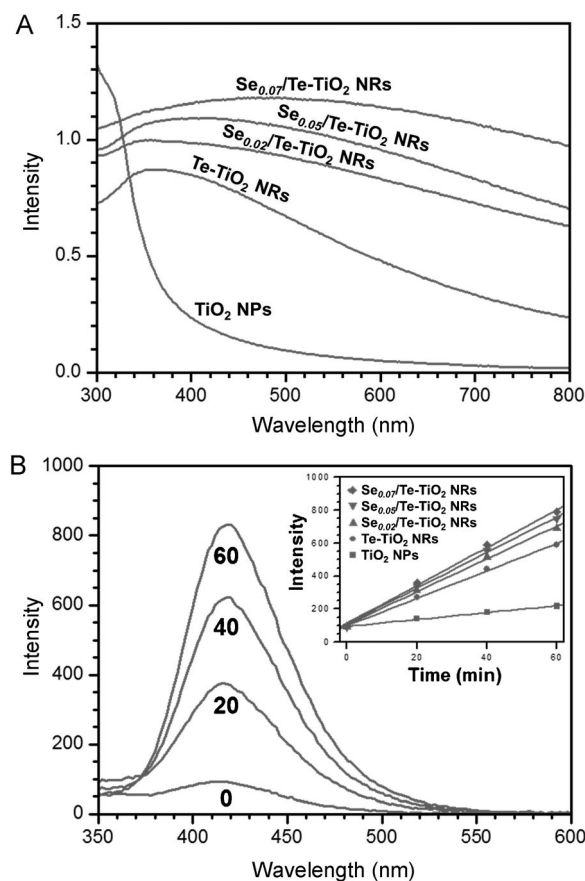 A
1.5
1.0
0.5
0.0
Intensity
Se0.07/Te-TiO2 NRs
Se0.05/Te-TiO2 NRs
Se0.02/Te-TiO2 NRs
Te-TiO2 NRs
TiO2 NPs
300 400 500 600 700 800
Wavelength (nm)
B
1000
800
600
400
200
0
Intensity
60
40
20
0
1000
800
600
400
200
0
Intensity
Se0.07/Te-TiO2 NRs
Se0.05/Te-TiO2 NRs
Se0.02/Te-TiO2 NRs
Te-TiO2 NRs
TiO2 NPs
0 20 40 60
Time (min)
350 400 450 500 550 600
Wavelength (nm)